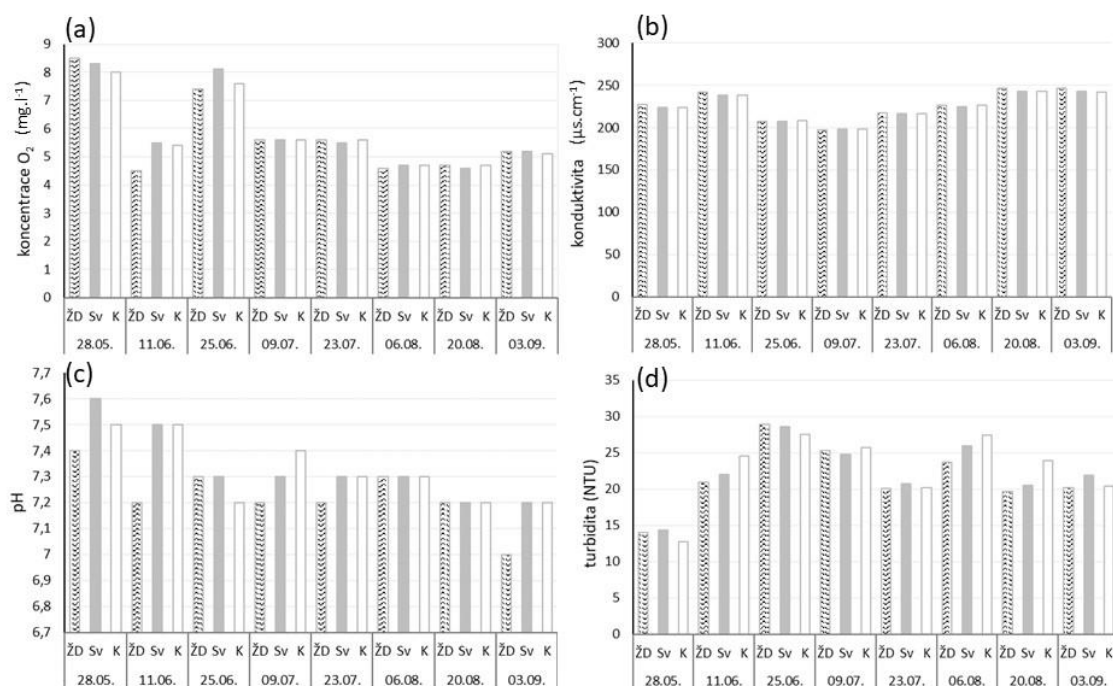 (a)
koncentrace O₂ (mg.l⁻¹)
9
8
7
6
5
4
3
2
1
0
ŽD Sv K ŽD Sv K ŽD Sv K ŽD Sv K ŽD Sv K ŽD Sv K ŽD Sv K ŽD Sv K
28.05. 11.06. 25.06. 09.07. 23.07. 06.08. 20.08. 03.09.
(b)
konduktivita (µs.cm⁻¹)
300
250
200
150
100
50
0
ŽD Sv K ŽD Sv K ŽD Sv K ŽD Sv K ŽD Sv K ŽD Sv K ŽD Sv K ŽD Sv K
28.05. 11.06. 25.06. 09.07. 23.07. 06.08. 20.08. 03.09.
(c)
pH
7,7
7,6
7,5
7,4
7,3
7,2
7,1
7
6,9
6,8
6,7
ŽD Sv K ŽD Sv K ŽD Sv K ŽD Sv K ŽD Sv K ŽD Sv K ŽD Sv K ŽD Sv K
28.05. 11.06. 25.06. 09.07. 23.07. 06.08. 20.08. 03.09.
(d)
turbidita (NTU)
35
30
25
20
15
10
5
0
ŽD Sv K ŽD Sv K ŽD Sv K ŽD Sv K ŽD Sv K ŽD Sv K ŽD Sv K ŽD Sv K
28.05. 11.06. 25.06. 09.07. 23.07. 06.08. 20.08. 03.09.